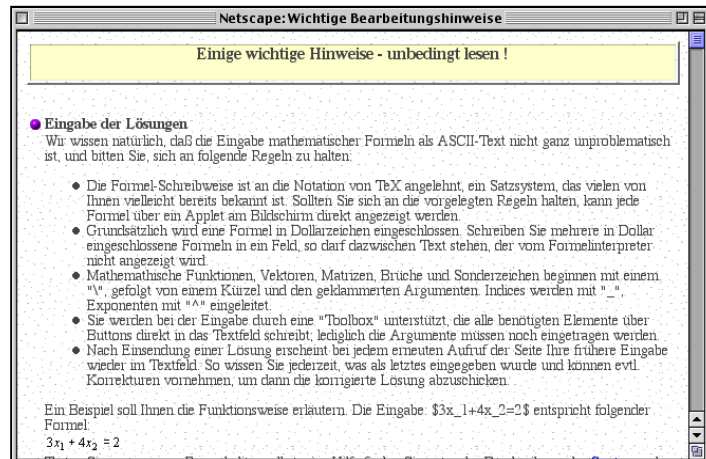 Netscape: Wichtige Bearbeitungshinweise
Einige wichtige Hinweise - unbedingt lesen !
Eingabe der Lösungen
Wir wissen natürlich, daß die Eingabe mathematischer Formeln als ASCII-Text nicht ganz unproblematisch
ist, und bitten Sie, sich an folgende Regeln zu halten:
Die Formel-Schreibweise ist an die Notation von TeX angelehnt, ein Satzsystem, das vielen von
Ihnen vielleicht bereits bekannt ist. Sollten Sie sich an die vorgelegten Regeln halten, kann jede
Formel über ein Applet am Bildschirm direkt angezeigt werden.
Grundsätzlich wird eine Formel in Dollarzeichen eingeschlossen. Schreiben Sie mehrere in Dollar
eingeschlossene Formeln in ein Feld, so darf dazwischen Text stehen, der vom Formelinterpreter
nicht angezeigt wird.
Mathemathische Funktionen, Vektoren, Matrizen, Brüche und Sonderzeichen beginnen mit einem
"\", gefolgt von einem Kürzel und den geklammerten Argumenten. Indices werden mit "_",
Exponenten mit "^" eingeleitet.
Sie werden bei der Eingabe durch eine "Toolbox" unterstützt, die alle benötigten Elemente über
Buttons direkt in das Textfeld schreibt; lediglich die Argumente müssen noch eingetragen werden.
Nach Einsendung einer Lösung erscheint bei jedem erneuten Aufruf der Seite Ihre frühere Eingabe
wieder im Textfeld. So wissen Sie jederzeit, was als letztes eingegeben wurde und können evtl.
Korrekturen vornehmen, um dann die korrigierte Lösung abzuschicken.
Ein Beispiel soll Ihnen die Funktionsweise erläutern. Die Eingabe: $3x_1+4x_2=2$ entspricht folgender
Formel:
3x₁ + 4x₂ = 2